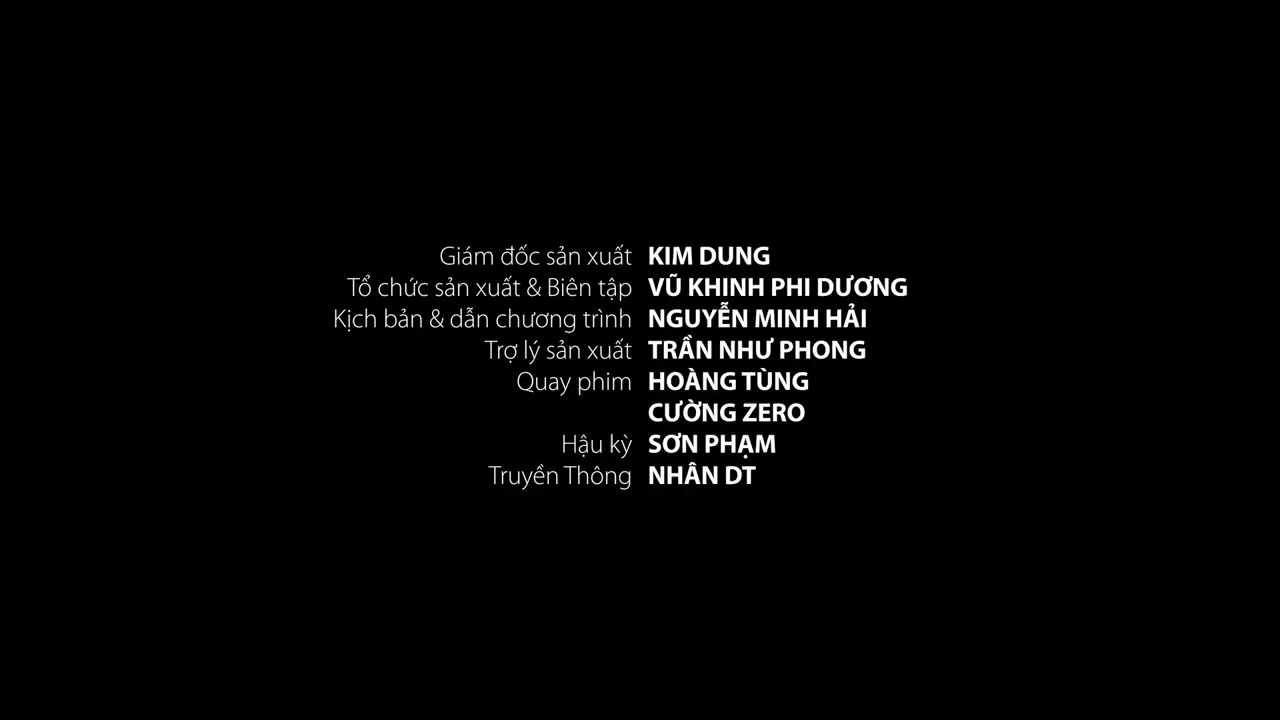 Giám đốc sản xuất KIM DUNG
Tổ chức sản xuất & Biên tập VŨ KHINH PHI DƯƠNG
Kịch bản & dẫn chương trình NGUYỄN MINH HẢI
Trợ lý sản xuất TRẦN NHƯ PHONG
Quay phim HOÀNG TÙNG
CƯỜNG ZERO
Hậu kỳ SƠN PHẠM
Truyền Thông NHÂN DT